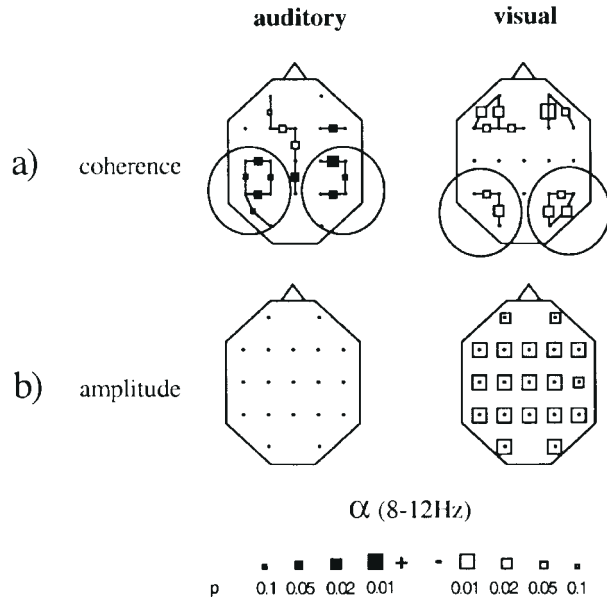 auditory visual
a) coherence
b) amplitude
α (8-12Hz)
+ -
p 0.1 0.05 0.02 0.01 0.01 0.02 0.05 0.1